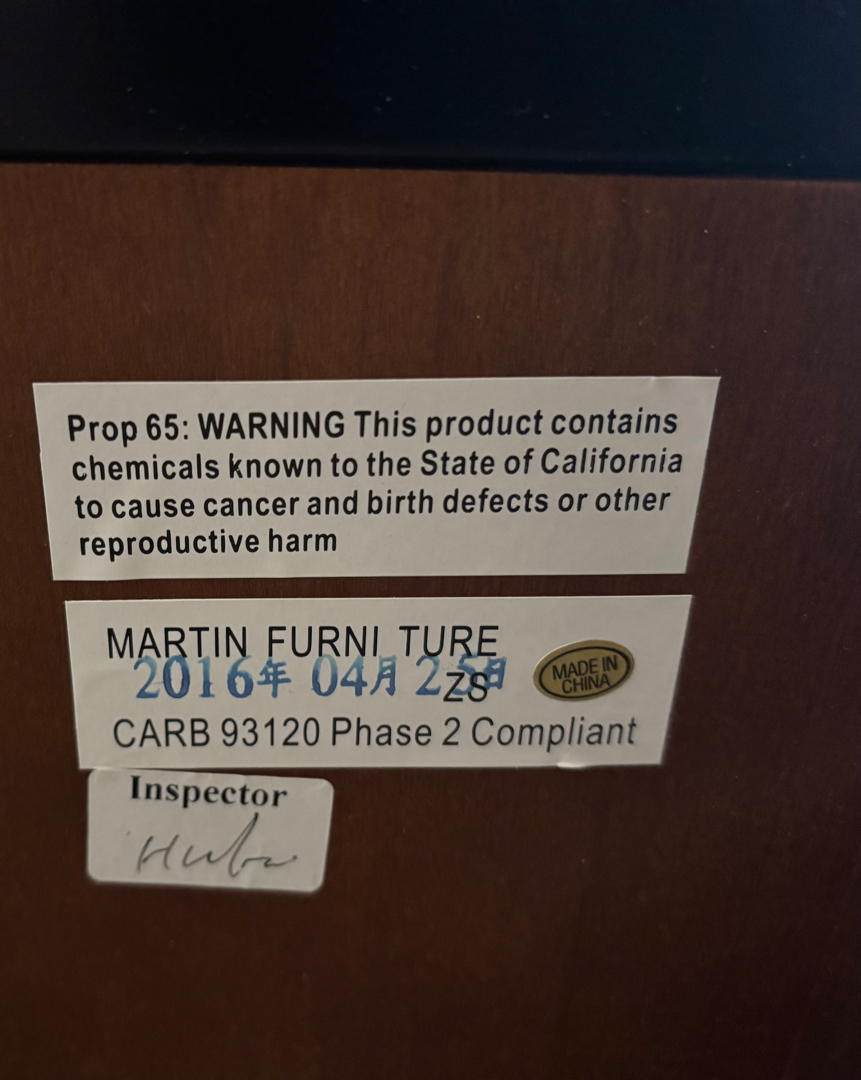 Prop 65: WARNING This product contains
chemicals known to the State of California
to cause cancer and birth defects or other
reproductive harm
MARTIN FURNI TURE
2016年 04月 25日
ZS
MADE IN
CHINA
CARB 93120 Phase 2 Compliant
Inspector